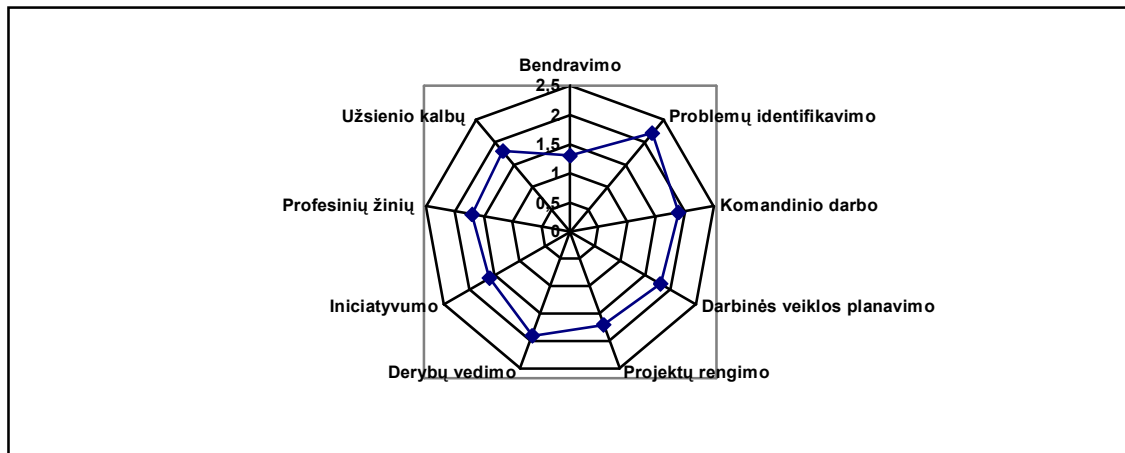 Bendravimo
2,5
Užsienio kalbų
2
Problemų identifikavimo
1,5
1
Profesinių žinių
0,5
Komandinio darbo
0
Iniciatyvumo
Darbinės veiklos planavimo
Derybų vedimo
Projektų rengimo